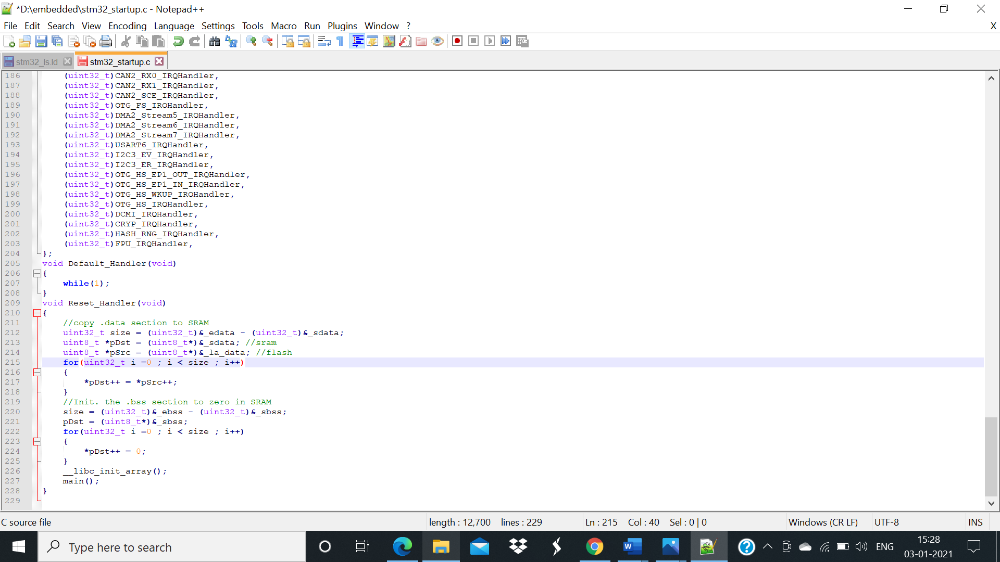 *D:\embedded\stm32_startup.c - Notepad++
File Edit Search View Encoding Language Settings Tools Macro Run Plugins Window ? X
stm32_ls.ld stm32_startup.c
186 (uint32_t)CAN2_RX0_IRQHandler,
187 (uint32_t)CAN2_RX1_IRQHandler,
188 (uint32_t)CAN2_SCE_IRQHandler,
189 (uint32_t)OTG_FS_IRQHandler,
190 (uint32_t)DMA2_Stream5_IRQHandler,
191 (uint32_t)DMA2_Stream6_IRQHandler,
192 (uint32_t)DMA2_Stream7_IRQHandler,
193 (uint32_t)USART6_IRQHandler,
194 (uint32_t)I2C3_EV_IRQHandler,
195 (uint32_t)I2C3_ER_IRQHandler,
196 (uint32_t)OTG_HS_EP1_OUT_IRQHandler,
197 (uint32_t)OTG_HS_EP1_IN_IRQHandler,
198 (uint32_t)OTG_HS_WKUP_IRQHandler,
199 (uint32_t)OTG_HS_IRQHandler,
200 (uint32_t)DCMI_IRQHandler,
201 (uint32_t)CRYP_IRQHandler,
202 (uint32_t)HASH_RNG_IRQHandler,
203 (uint32_t)FPU_IRQHandler,
204 };
205 void Default_Handler(void)
206 {
207 while(1);
208 }
209 void Reset_Handler(void)
210 {
211 //copy .data section to SRAM
212 uint32_t size = (uint32_t)&_edata - (uint32_t)&_sdata;
213 uint8_t *pDst = (uint8_t*)&_sdata; //sram
214 uint8_t *pSrc = (uint8_t*)&_la_data; //flash
215 for(uint32_t i =0 ; i < size ; i++)
216 {
217 *pDst++ = *pSrc++;
218 }
219 //Init. the .bss section to zero in SRAM
220 size = (uint32_t)&_ebss - (uint32_t)&_sbss;
221 pDst = (uint8_t*)&_sbss;
222 for(uint32_t i =0 ; i < size ; i++)
223 {
224 *pDst++ = 0;
225 }
226 __libc_init_array();
227 main();
228 }
229
C source file length : 12,700 lines : 229 Ln : 215 Col : 40 Sel : 0 | 0 Windows (CR LF) UTF-8 INS
Type here to search W ? ENG 15:28
03-01-2021